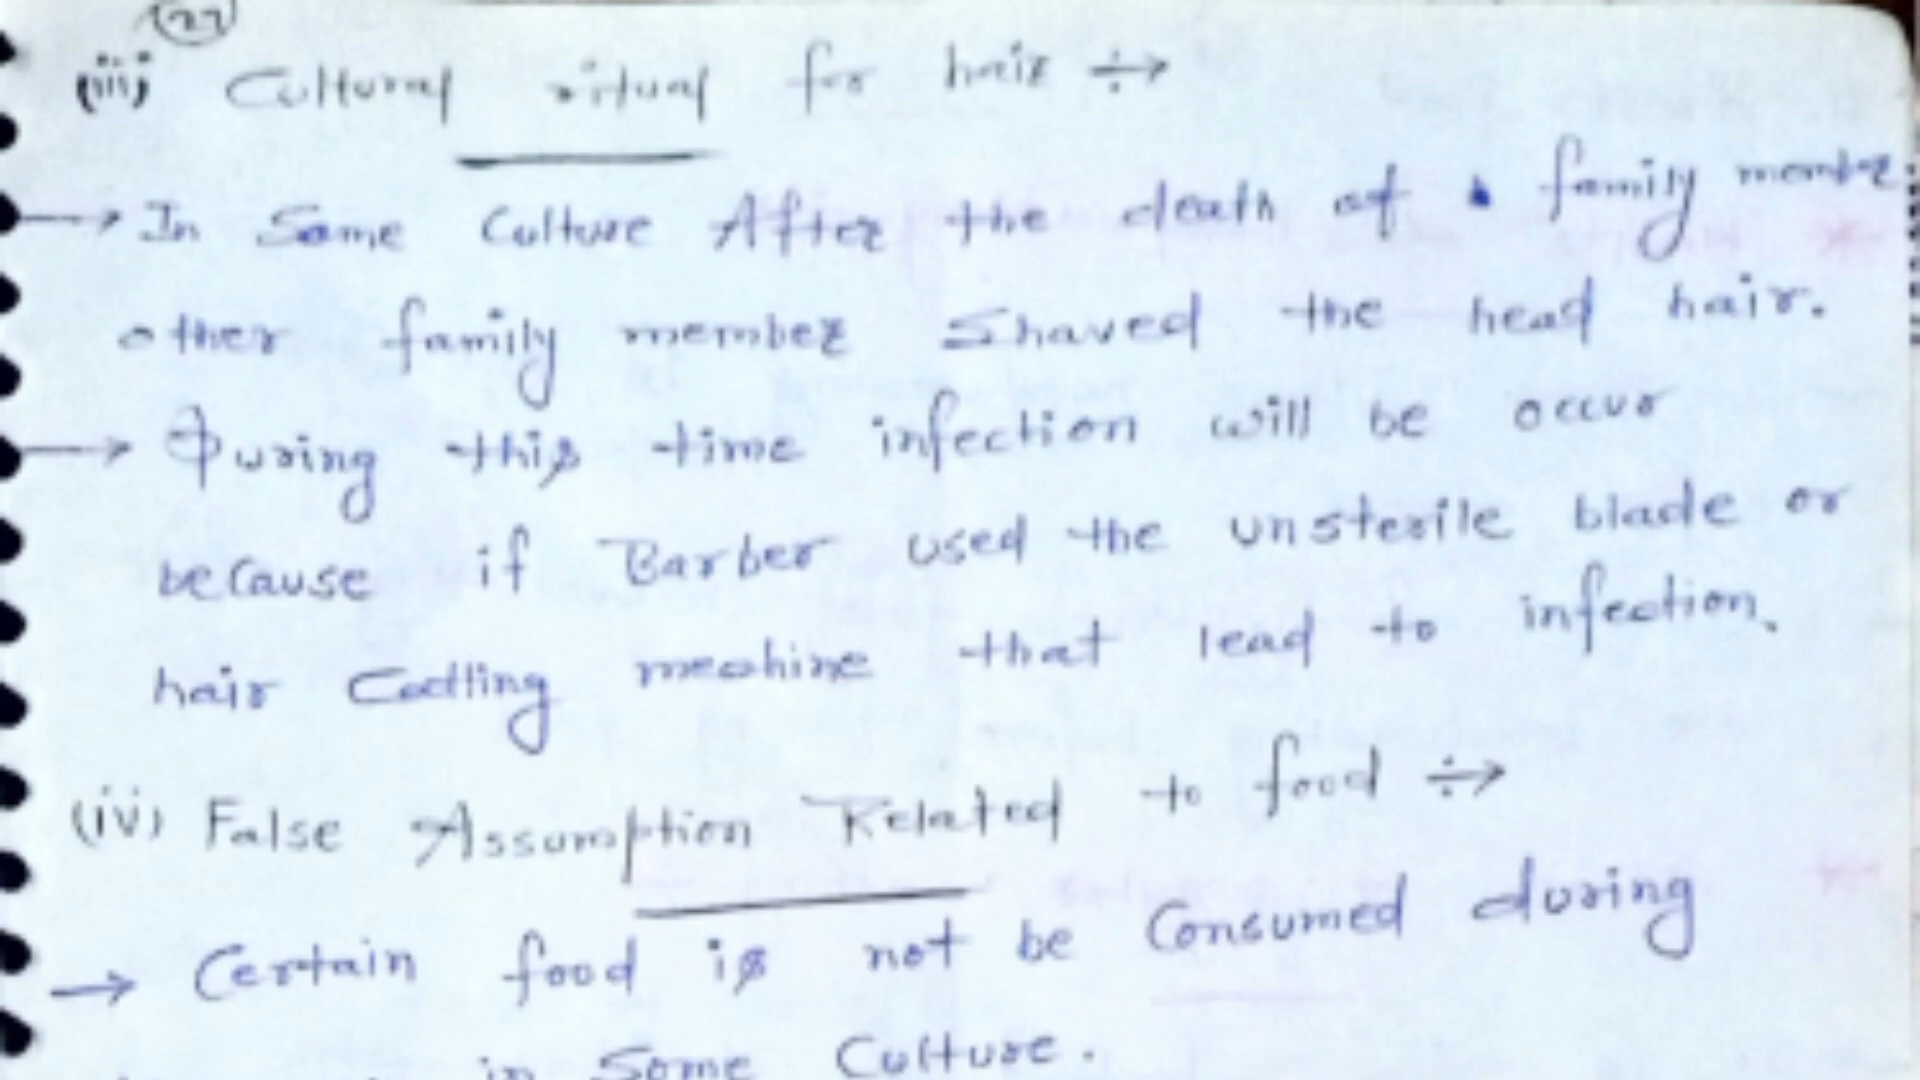 (iii) Cultural ritual for hair ÷→
→ In Some Culture After the death of a family member
other family member Shaved the head hair.
→ During this time infection will be occur
because if Barber used the unsterile blade or
hair Cutting meshine that lead to infection.
(iv) False Assumption Related to food ÷→
→ Certain food is not be Consumed during
in Some Culture.